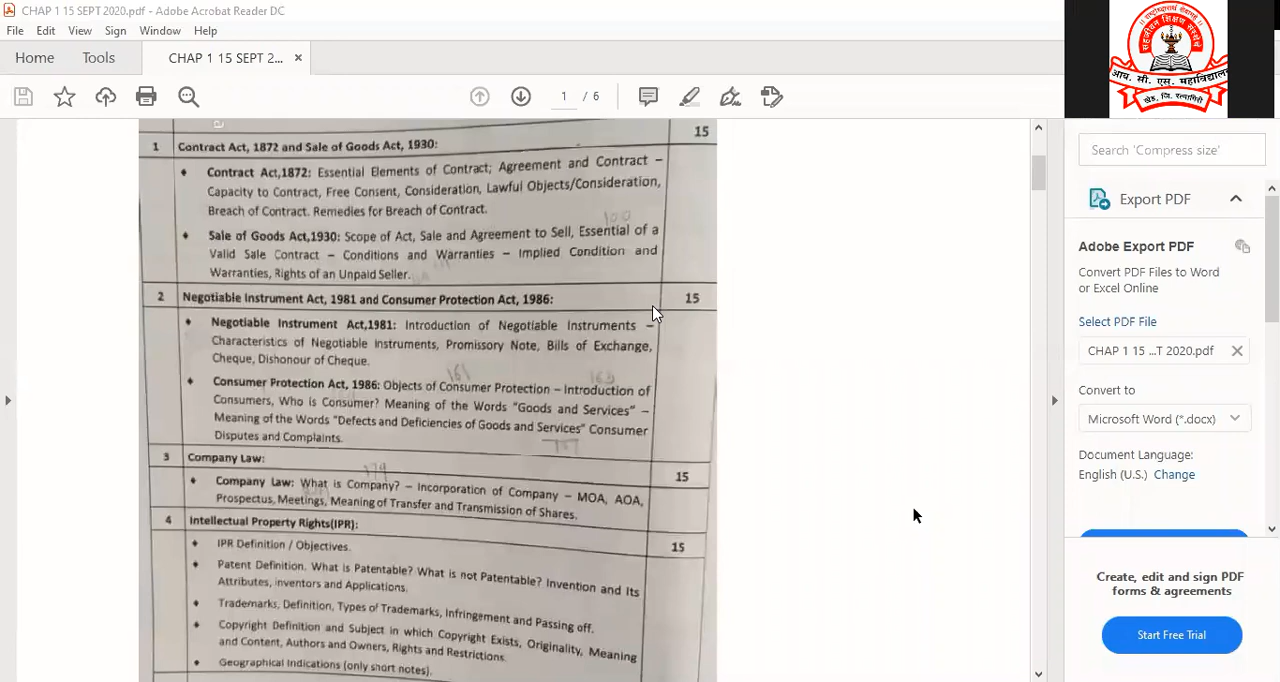 CHAP 1 15 SEPT 2020.pdf - Adobe Acrobat Reader DC
File Edit View Sign Window Help
Home Tools CHAP 1 15 SEPT 2... ×
1 / 6
सहजीवन शिक्षण संस्थेचे
आय. सी. एस. महाविद्यालय
खेड, जि. रत्नागिरी
15
1 Contract Act, 1872 and Sale of Goods Act, 1930:
Contract Act,1872: Essential Elements of Contract; Agreement and Contract –
Capacity to Contract, Free Consent, Consideration, Lawful Objects/Consideration,
Breach of Contract. Remedies for Breach of Contract.
100
Sale of Goods Act,1930: Scope of Act, Sale and Agreement to Sell, Essential of a
Valid Sale Contract – Conditions and Warranties – Implied Condition and
Warranties, Rights of an Unpaid Seller.
2 Negotiable Instrument Act, 1981 and Consumer Protection Act, 1986: 15
Negotiable Instrument Act,1981: Introduction of Negotiable Instruments –
Characteristics of Negotiable Instruments, Promissory Note, Bills of Exchange,
Cheque, Dishonour of Cheque.
161
Consumer Protection Act, 1986: Objects of Consumer Protection – Introduction of
Consumers, Who is Consumer? Meaning of the Words "Goods and Services" –
Meaning of the Words "Defects and Deficiencies of Goods and Services" Consumer
Disputes and Complaints.
3 Company Law: 15
179
Company Law: What is Company? – Incorporation of Company – MOA, AOA,
Prospectus, Meetings, Meaning of Transfer and Transmission of Shares.
4 Intellectual Property Rights(IPR): 15
IPR Definition / Objectives.
Patent Definition. What is Patentable? What is not Patentable? Invention and Its
Attributes, inventors and Applications.
Trademarks, Definition, Types of Trademarks, Infringement and Passing off.
Copyright Definition and Subject in which Copyright Exists, Originality, Meaning
and Content, Authors and Owners, Rights and Restrictions.
Geographical Indications (only short notes).
Search 'Compress size'
Export PDF
Adobe Export PDF
Convert PDF Files to Word
or Excel Online
Select PDF File
CHAP 1 15 ...T 2020.pdf ×
Convert to
Microsoft Word (*.docx)
Document Language:
English (U.S.) Change
Create, edit and sign PDF
forms & agreements
Start Free Trial